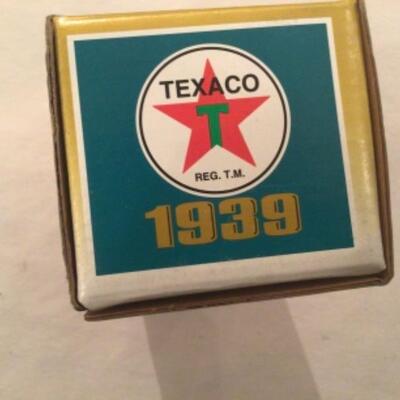 TEXACO
T
REG. T.M.
1939